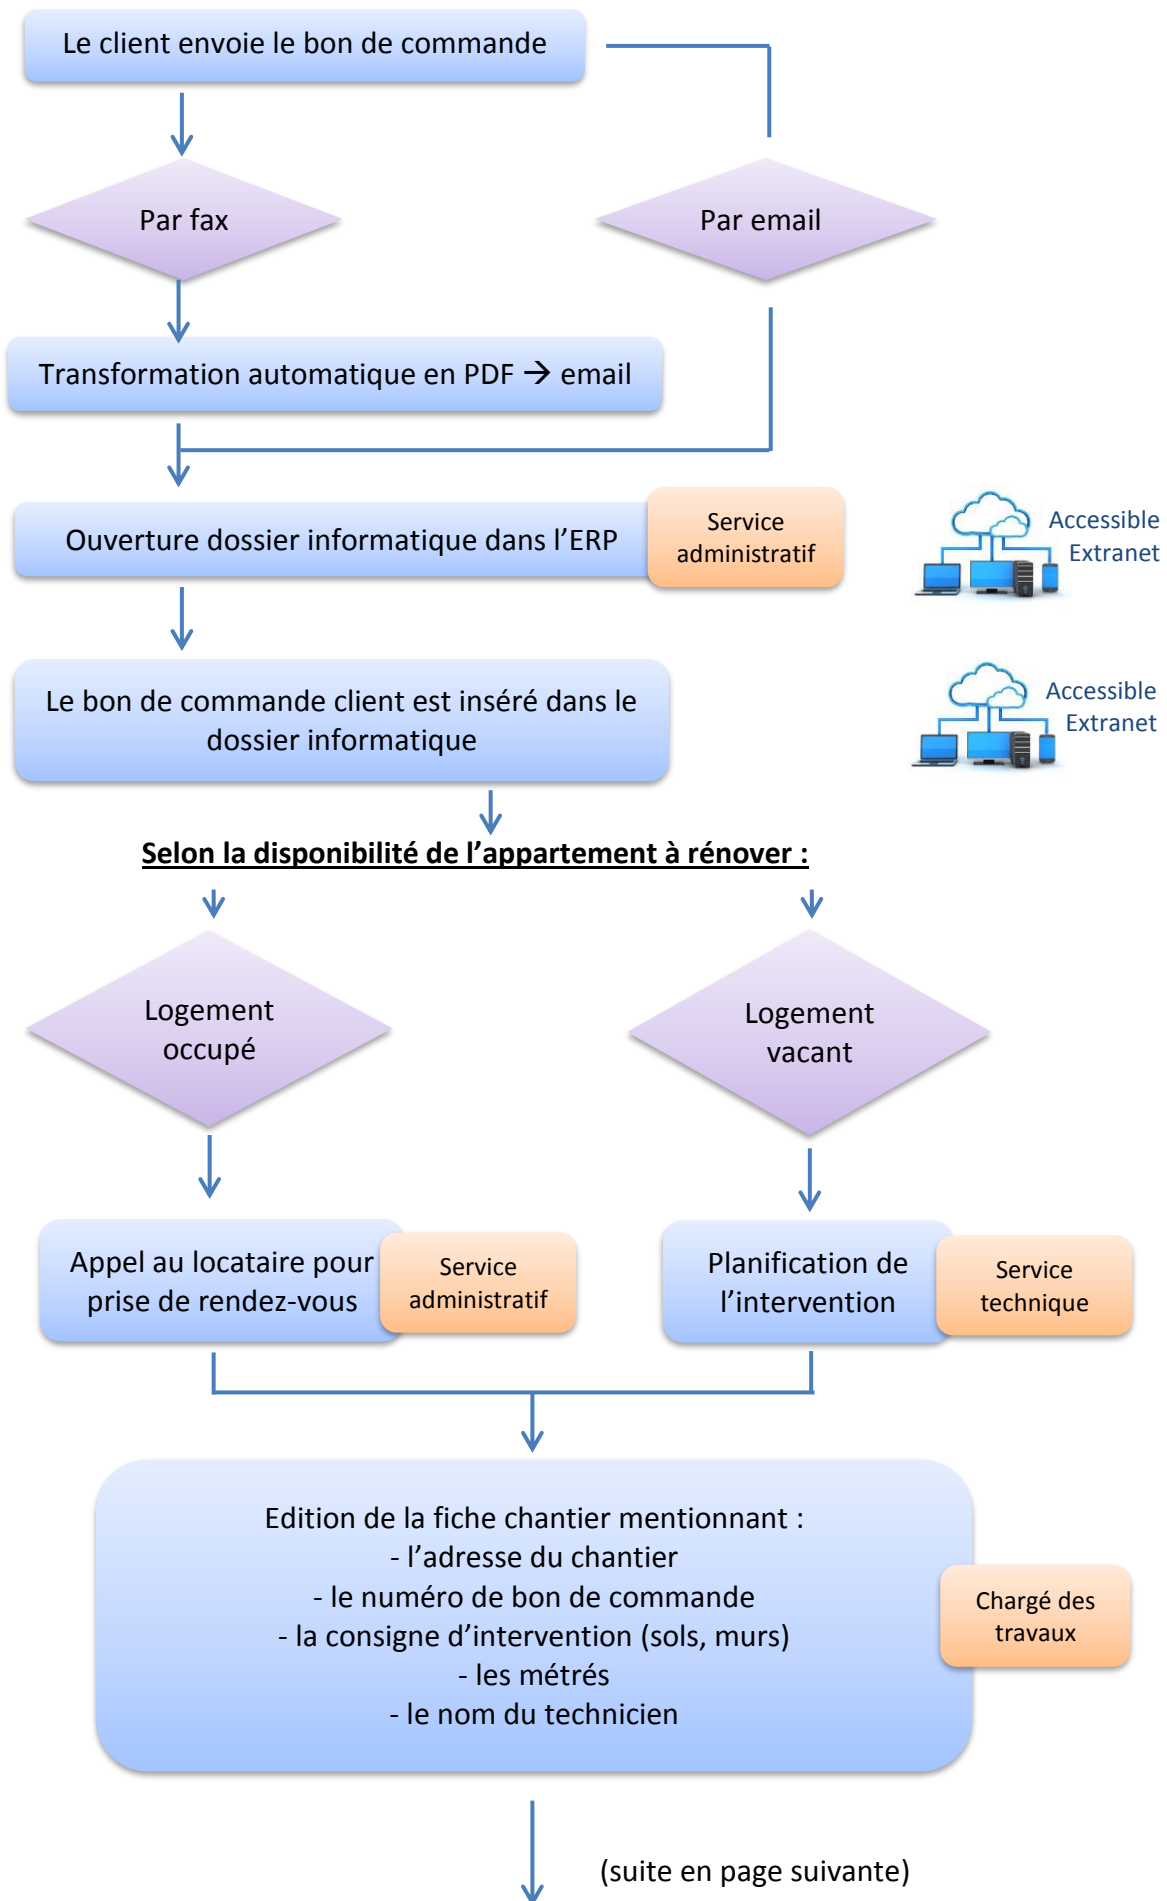 Le client envoie le bon de commande
Par fax
Par email
Transformation automatique en PDF → email
Ouverture dossier informatique dans l’ERP
Service
administratif
Accessible
Extranet
Le bon de commande client est inséré dans le
dossier informatique
Accessible
Extranet
Selon la disponibilité de l’appartement à rénover :
Logement
occupé
Logement
vacant
Appel au locataire pour
prise de rendez-vous
Service
administratif
Planification de
l’intervention
Service
technique
Edition de la fiche chantier mentionnant :
- l’adresse du chantier
- le numéro de bon de commande
- la consigne d’intervention (sols, murs)
- les métrés
- le nom du technicien
Chargé des
travaux
(suite en page suivante)